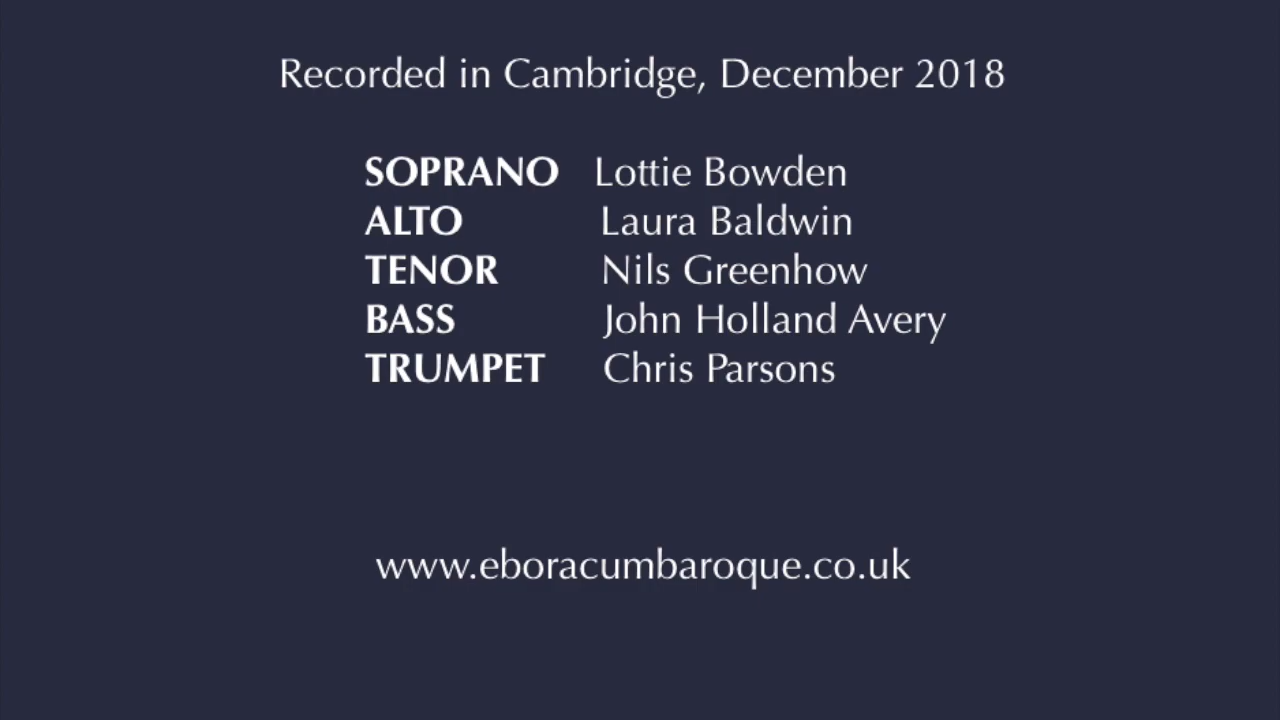 Recorded in Cambridge, December 2018
SOPRANO Lottie Bowden
ALTO Laura Baldwin
TENOR Nils Greenhow
BASS John Holland Avery
TRUMPET Chris Parsons
www.eboracumbaroque.co.uk